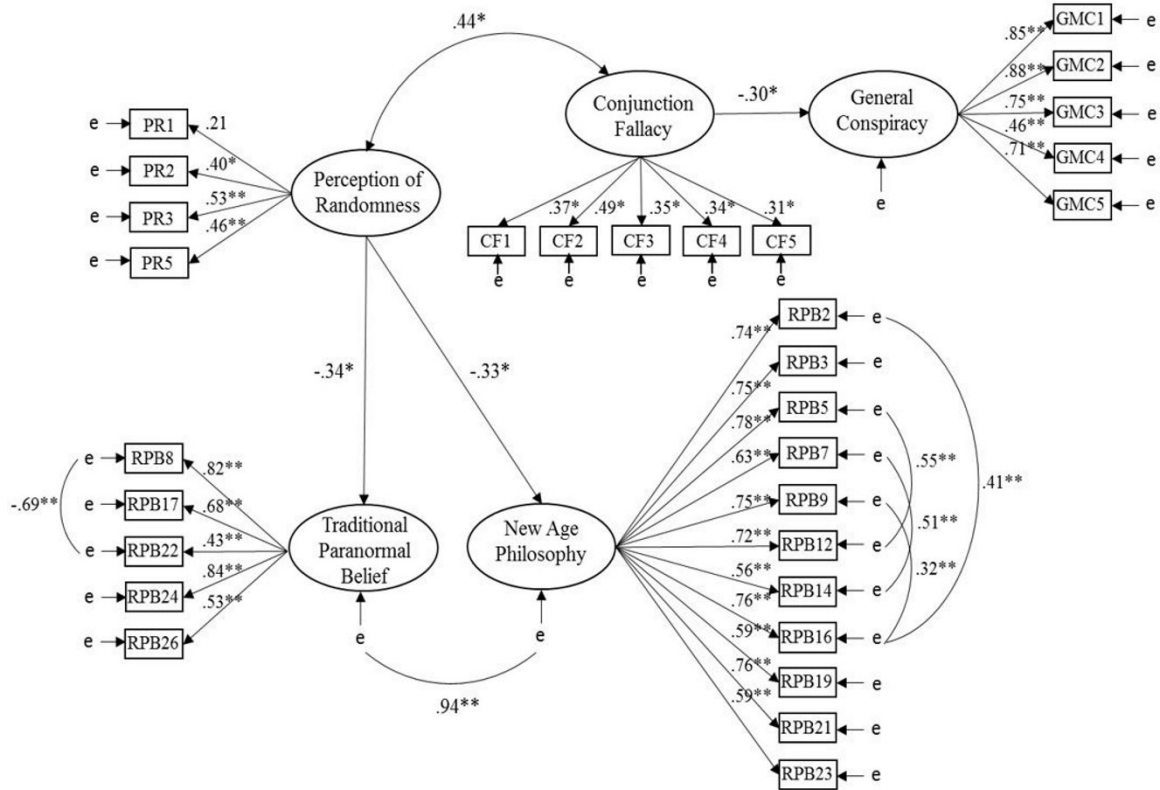 .44*
Conjunction
Fallacy
-.30*
General
Conspiracy
e
.85**
.88**
.75**
.46**
.71**
GMC1 e
GMC2 e
GMC3 e
GMC4 e
GMC5 e
e PR1 .21
e PR2 .40*
e PR3 .53**
e PR5 .46**
Perception of
Randomness
.37* .49* .35* .34* .31*
CF1 CF2 CF3 CF4 CF5
e e e e e
-.34*
-.33*
-.69**
e RPB8 .82**
e RPB17 .68**
e RPB22 .43**
e RPB24 .84**
e RPB26 .53**
Traditional
Paranormal
Belief
e
New Age
Philosophy
e
.94**
.74**
.75**
.78**
.63**
.75**
.72**
.56**
.76**
.59**
.76**
.59**
RPB2 e
RPB3 e
RPB5 e
RPB7 e
RPB9 e
RPB12 e
RPB14 e
RPB16 e
RPB19 e
RPB21 e
RPB23 e
.55**
.41**
.51**
.32**